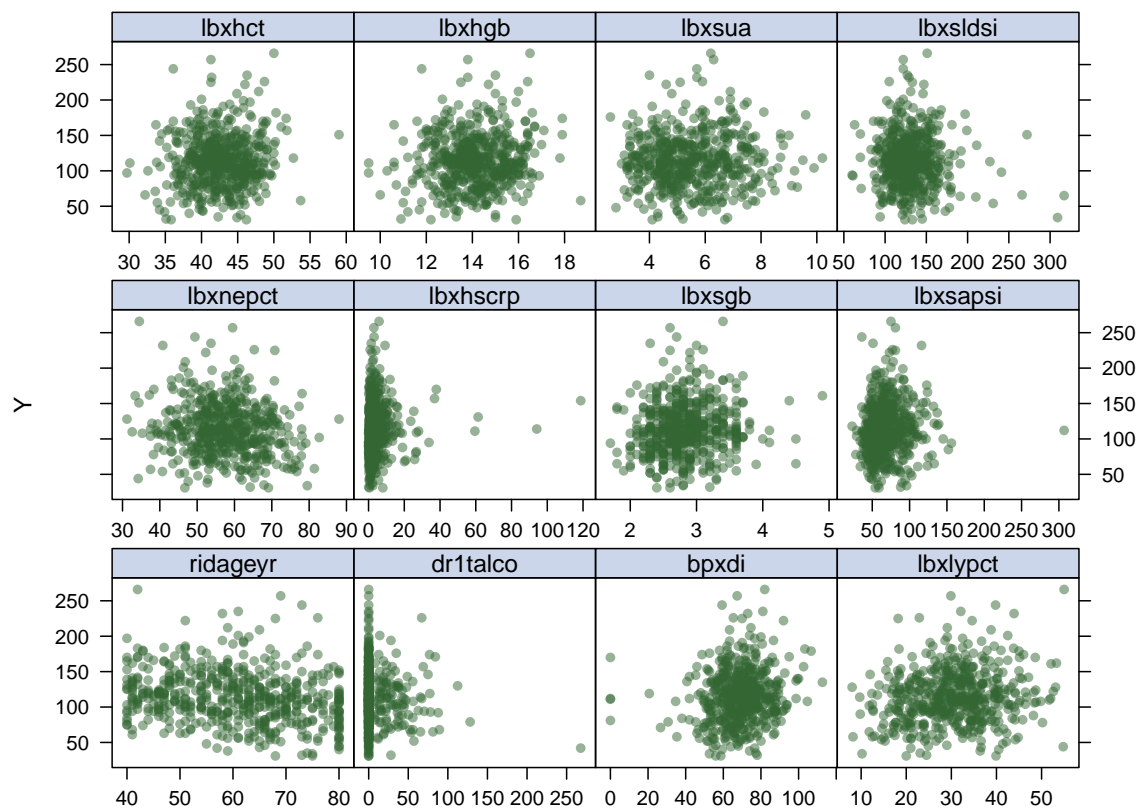 lbxhct lbxhgb lbxsua lbxsldsi
250
200
150
100
50
30 35 40 45 50 55 60 10 12 14 16 18 4 6 8 10 50 100 150 200 250 300
lbxnepct lbxhscrp lbxsgb lbxsapsi
250
200
150
100
50
30 40 50 60 70 80 90 0 20 40 60 80 100 120 2 3 4 5 50 100 150 200 250 300
ridageyr dr1talco bpxdi lbxlypct
250
200
150
100
50
40 50 60 70 80 0 50 100 150 200 250 0 20 40 60 80 100 10 20 30 40 50
Y